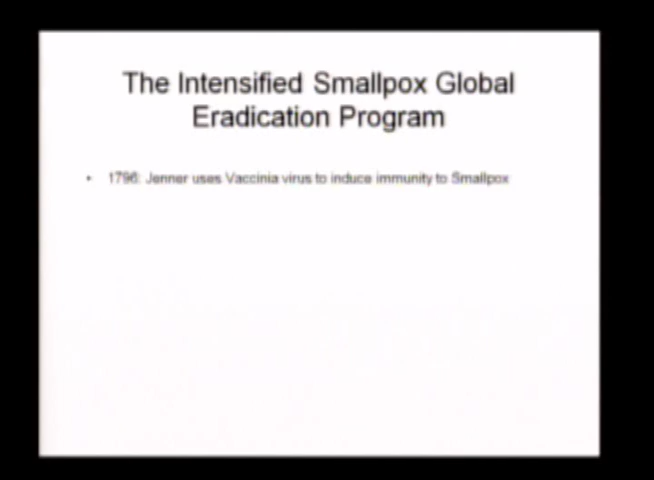 The Intensified Smallpox Global
Eradication Program
• 1796: Jenner uses Vaccinia virus to induce immunity to Smallpox